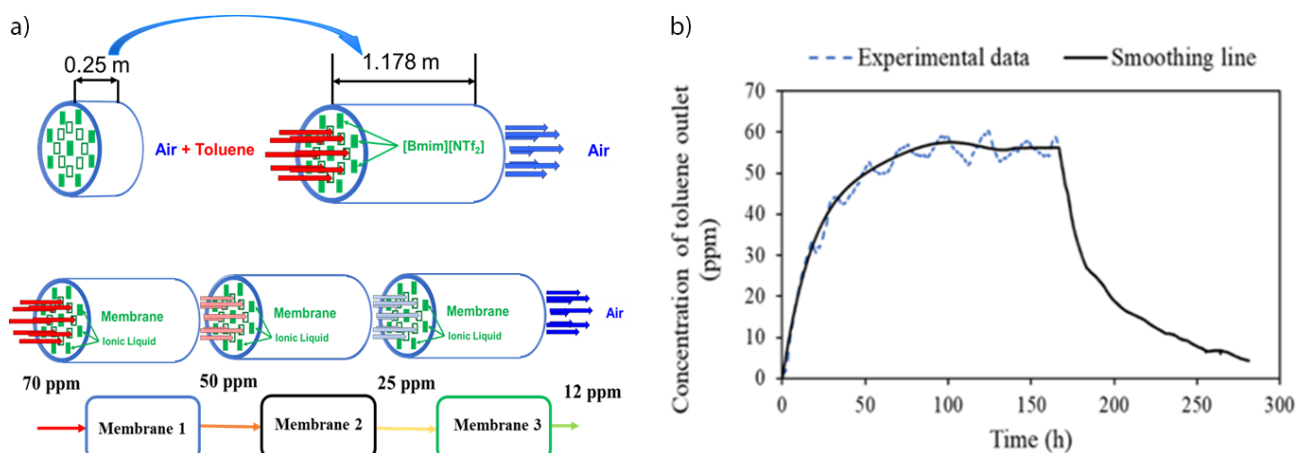 a)
0.25 m
1.178 m
Air + Toluene
[Bmim][NTf₂]
Air
Membrane
Ionic Liquid
Membrane
Ionic Liquid
Membrane
Ionic Liquid
Air
70 ppm
50 ppm
25 ppm
12 ppm
Membrane 1
Membrane 2
Membrane 3
b)
Experimental data
Smoothing line
Concentration of toluene outlet
(ppm)
70
60
50
40
30
20
10
0
0 50 100 150 200 250 300
Time (h)